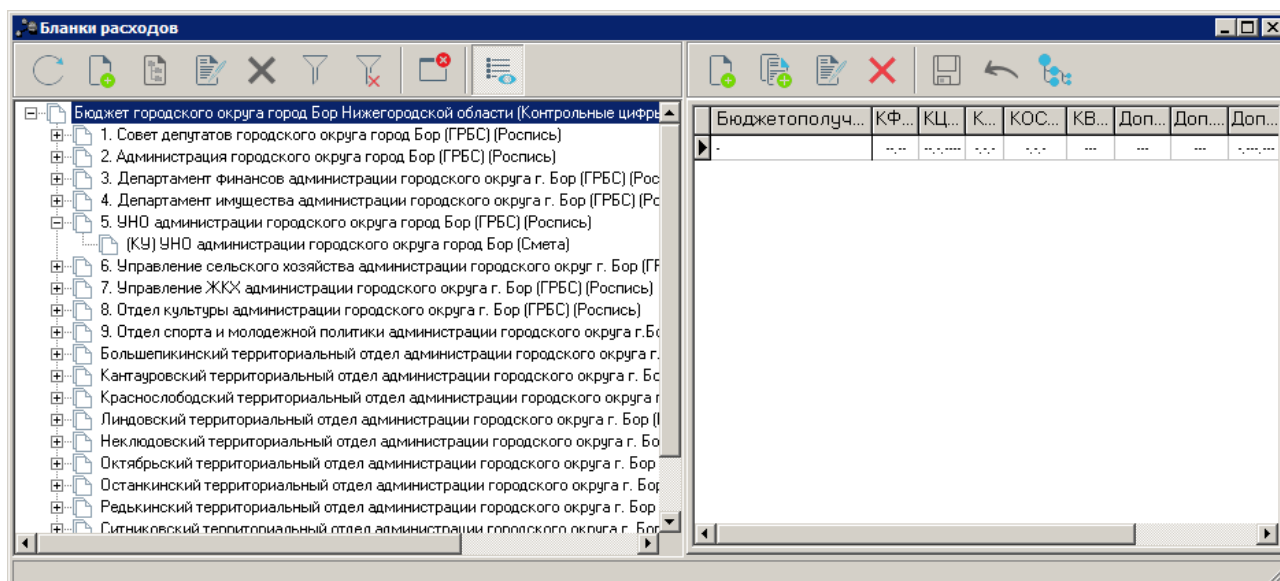 Бланки расходов
Бюджет городского округа город Бор Нижегородской области (Контрольные цифры
1. Совет депутатов городского округа город Бор (ГРБС) (Роспись)
2. Администрация городского округа город Бор (ГРБС) (Роспись)
3. Департамент финансов администрации городского округа г. Бор (ГРБС) (Рос
4. Департамент имущества администрации городского округа г. Бор (ГРБС) (Ро
5. УНО администрации городского округа город Бор (ГРБС) (Роспись)
(КУ) УНО администрации городского округа город Бор (Смета)
6. Управление сельского хозяйства администрации городского округ г. Бор (ГР
7. Управление ЖКХ администрации городского округа г. Бор (ГРБС) (Роспись)
8. Отдел культуры администрации городского округа г. Бор (ГРБС) (Роспись)
9. Отдел спорта и молодежной политики администрации городского округа г.Бо
Большепикинский территориальный отдел администрации городского округа г.
Кантауровский территориальный отдел администрации городского округа г. Бо
Краснослободский территориальный отдел администрации городского округа г
Линдовский территориальный отдел администрации городского округа г. Бор (
Неклюдовский территориальный отдел администрации городского округа г. Бо
Октябрьский территориальный отдел администрации городского округа г. Бор
Останкинский территориальный отдел администрации городского округа г. Бор
Редькинский территориальный отдел администрации городского округа г. Бор
Ситниковский территориальный отдел администрации городского округа г. Бор
Бюджетополуч... КФ... КЦ... К... КОС... КВ... Доп... Доп.... Доп...
- --.-- --.-.---- -.-.- -.-.- --- --- --- -.---.---